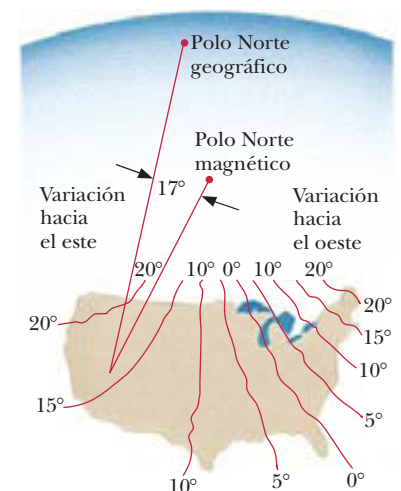 Polo Norte
geográfico
Polo Norte
magnético
17°
Variación
hacia
el este
Variación
hacia
el oeste
20°
10°
0°
10°
20°
20°
20°
15°
10°
15°
5°
10°
5°
0°